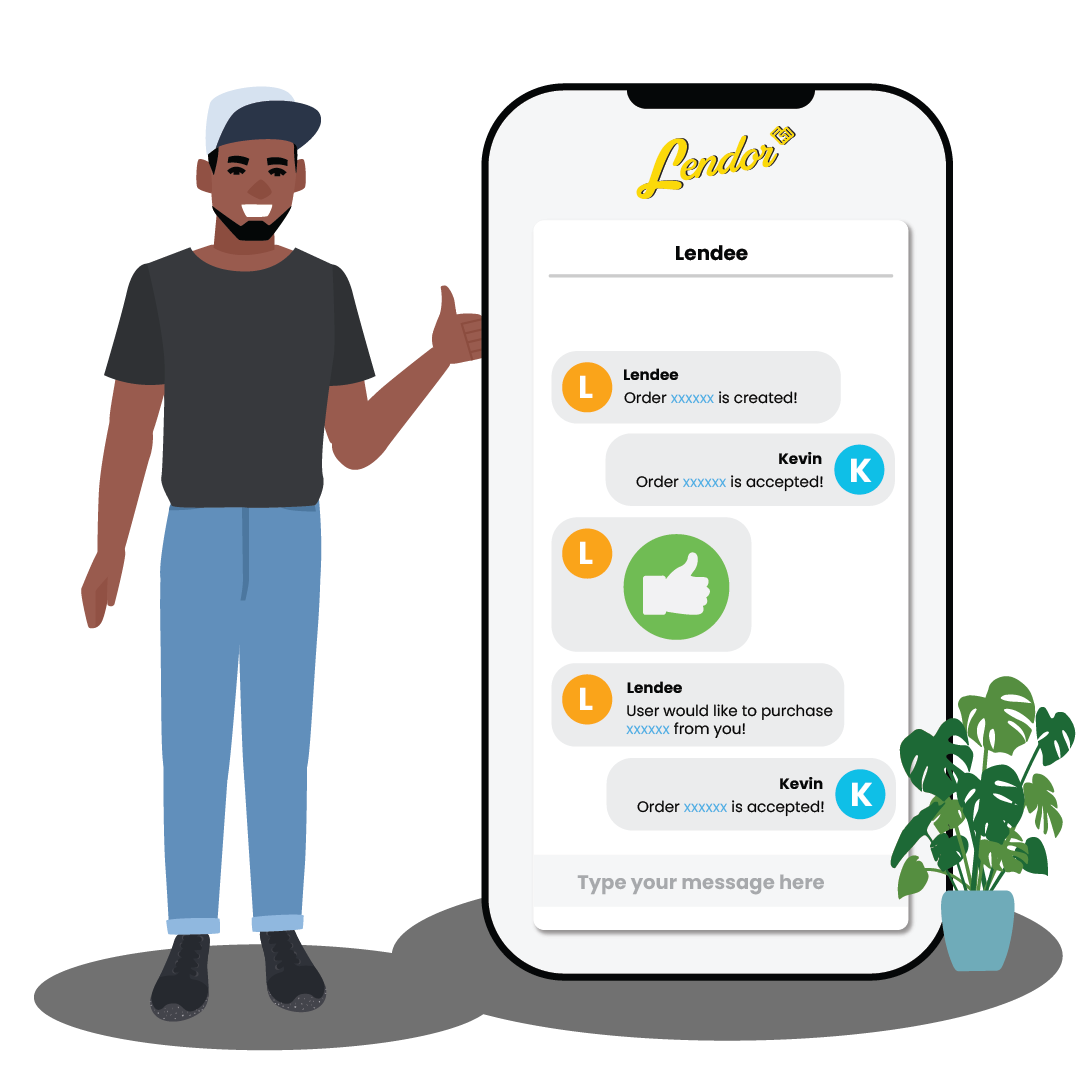 Lendor
Lendee
L
Lendee
Order xxxxxx is created!
Kevin
K
Order xxxxxx is accepted!
L
L
Lendee
User would like to purchase
xxxxxx from you!
Kevin
K
Order xxxxxx is accepted!
Type your message here